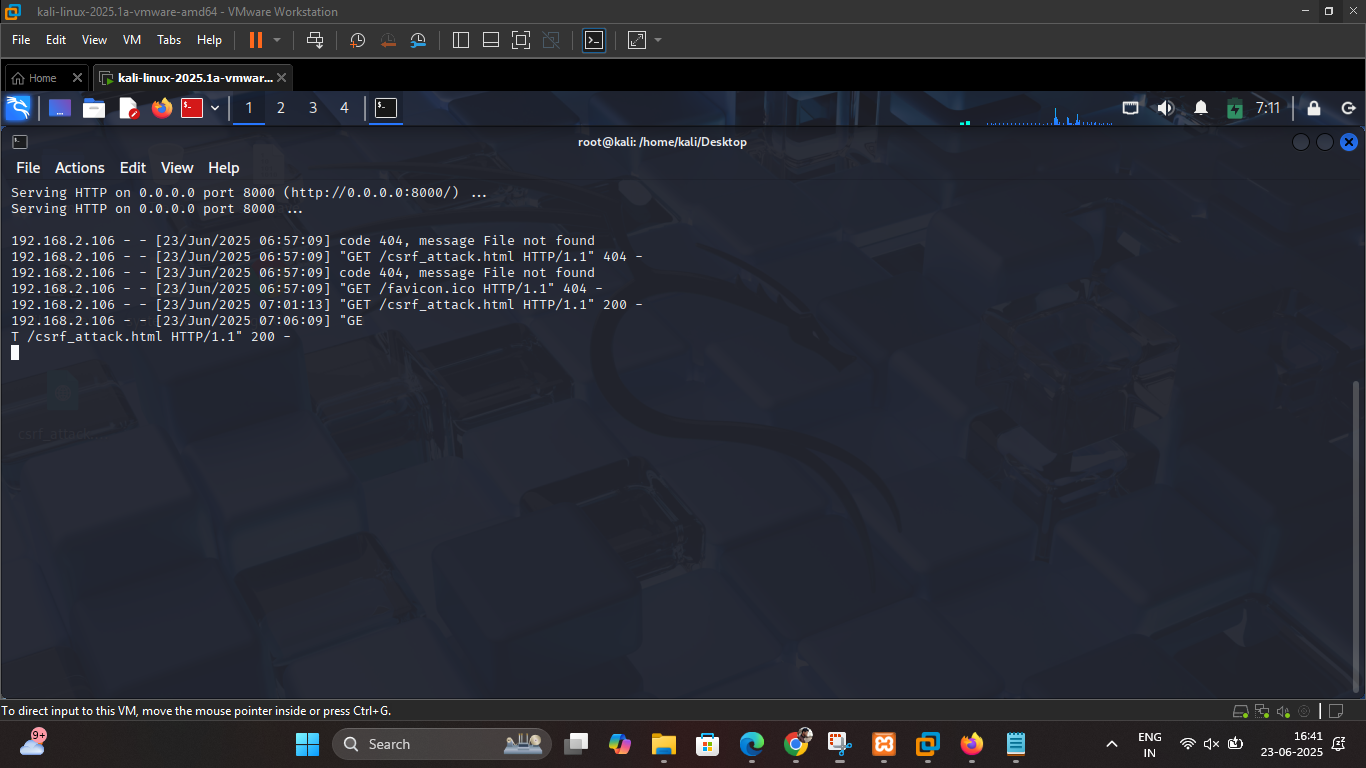 kali-linux-2025.1a-vmware-amd64 - VMware Workstation
File Edit View VM Tabs Help
Home kali-linux-2025.1a-vmwar...
1 2 3 4 7:11
root@kali: /home/kali/Desktop
File Actions Edit View Help
Serving HTTP on 0.0.0.0 port 8000 (http://0.0.0.0:8000/) ...
Serving HTTP on 0.0.0.0 port 8000 ...
192.168.2.106 - - [23/Jun/2025 06:57:09] code 404, message File not found
192.168.2.106 - - [23/Jun/2025 06:57:09] "GET /csrf_attack.html HTTP/1.1" 404 -
192.168.2.106 - - [23/Jun/2025 06:57:09] code 404, message File not found
192.168.2.106 - - [23/Jun/2025 06:57:09] "GET /favicon.ico HTTP/1.1" 404 -
192.168.2.106 - - [23/Jun/2025 07:01:13] "GET /csrf_attack.html HTTP/1.1" 200 -
192.168.2.106 - - [23/Jun/2025 07:06:09] "GE
T /csrf_attack.html HTTP/1.1" 200 -
To direct input to this VM, move the mouse pointer inside or press Ctrl+G.
9+
Search
ENG
IN
16:41
23-06-2025